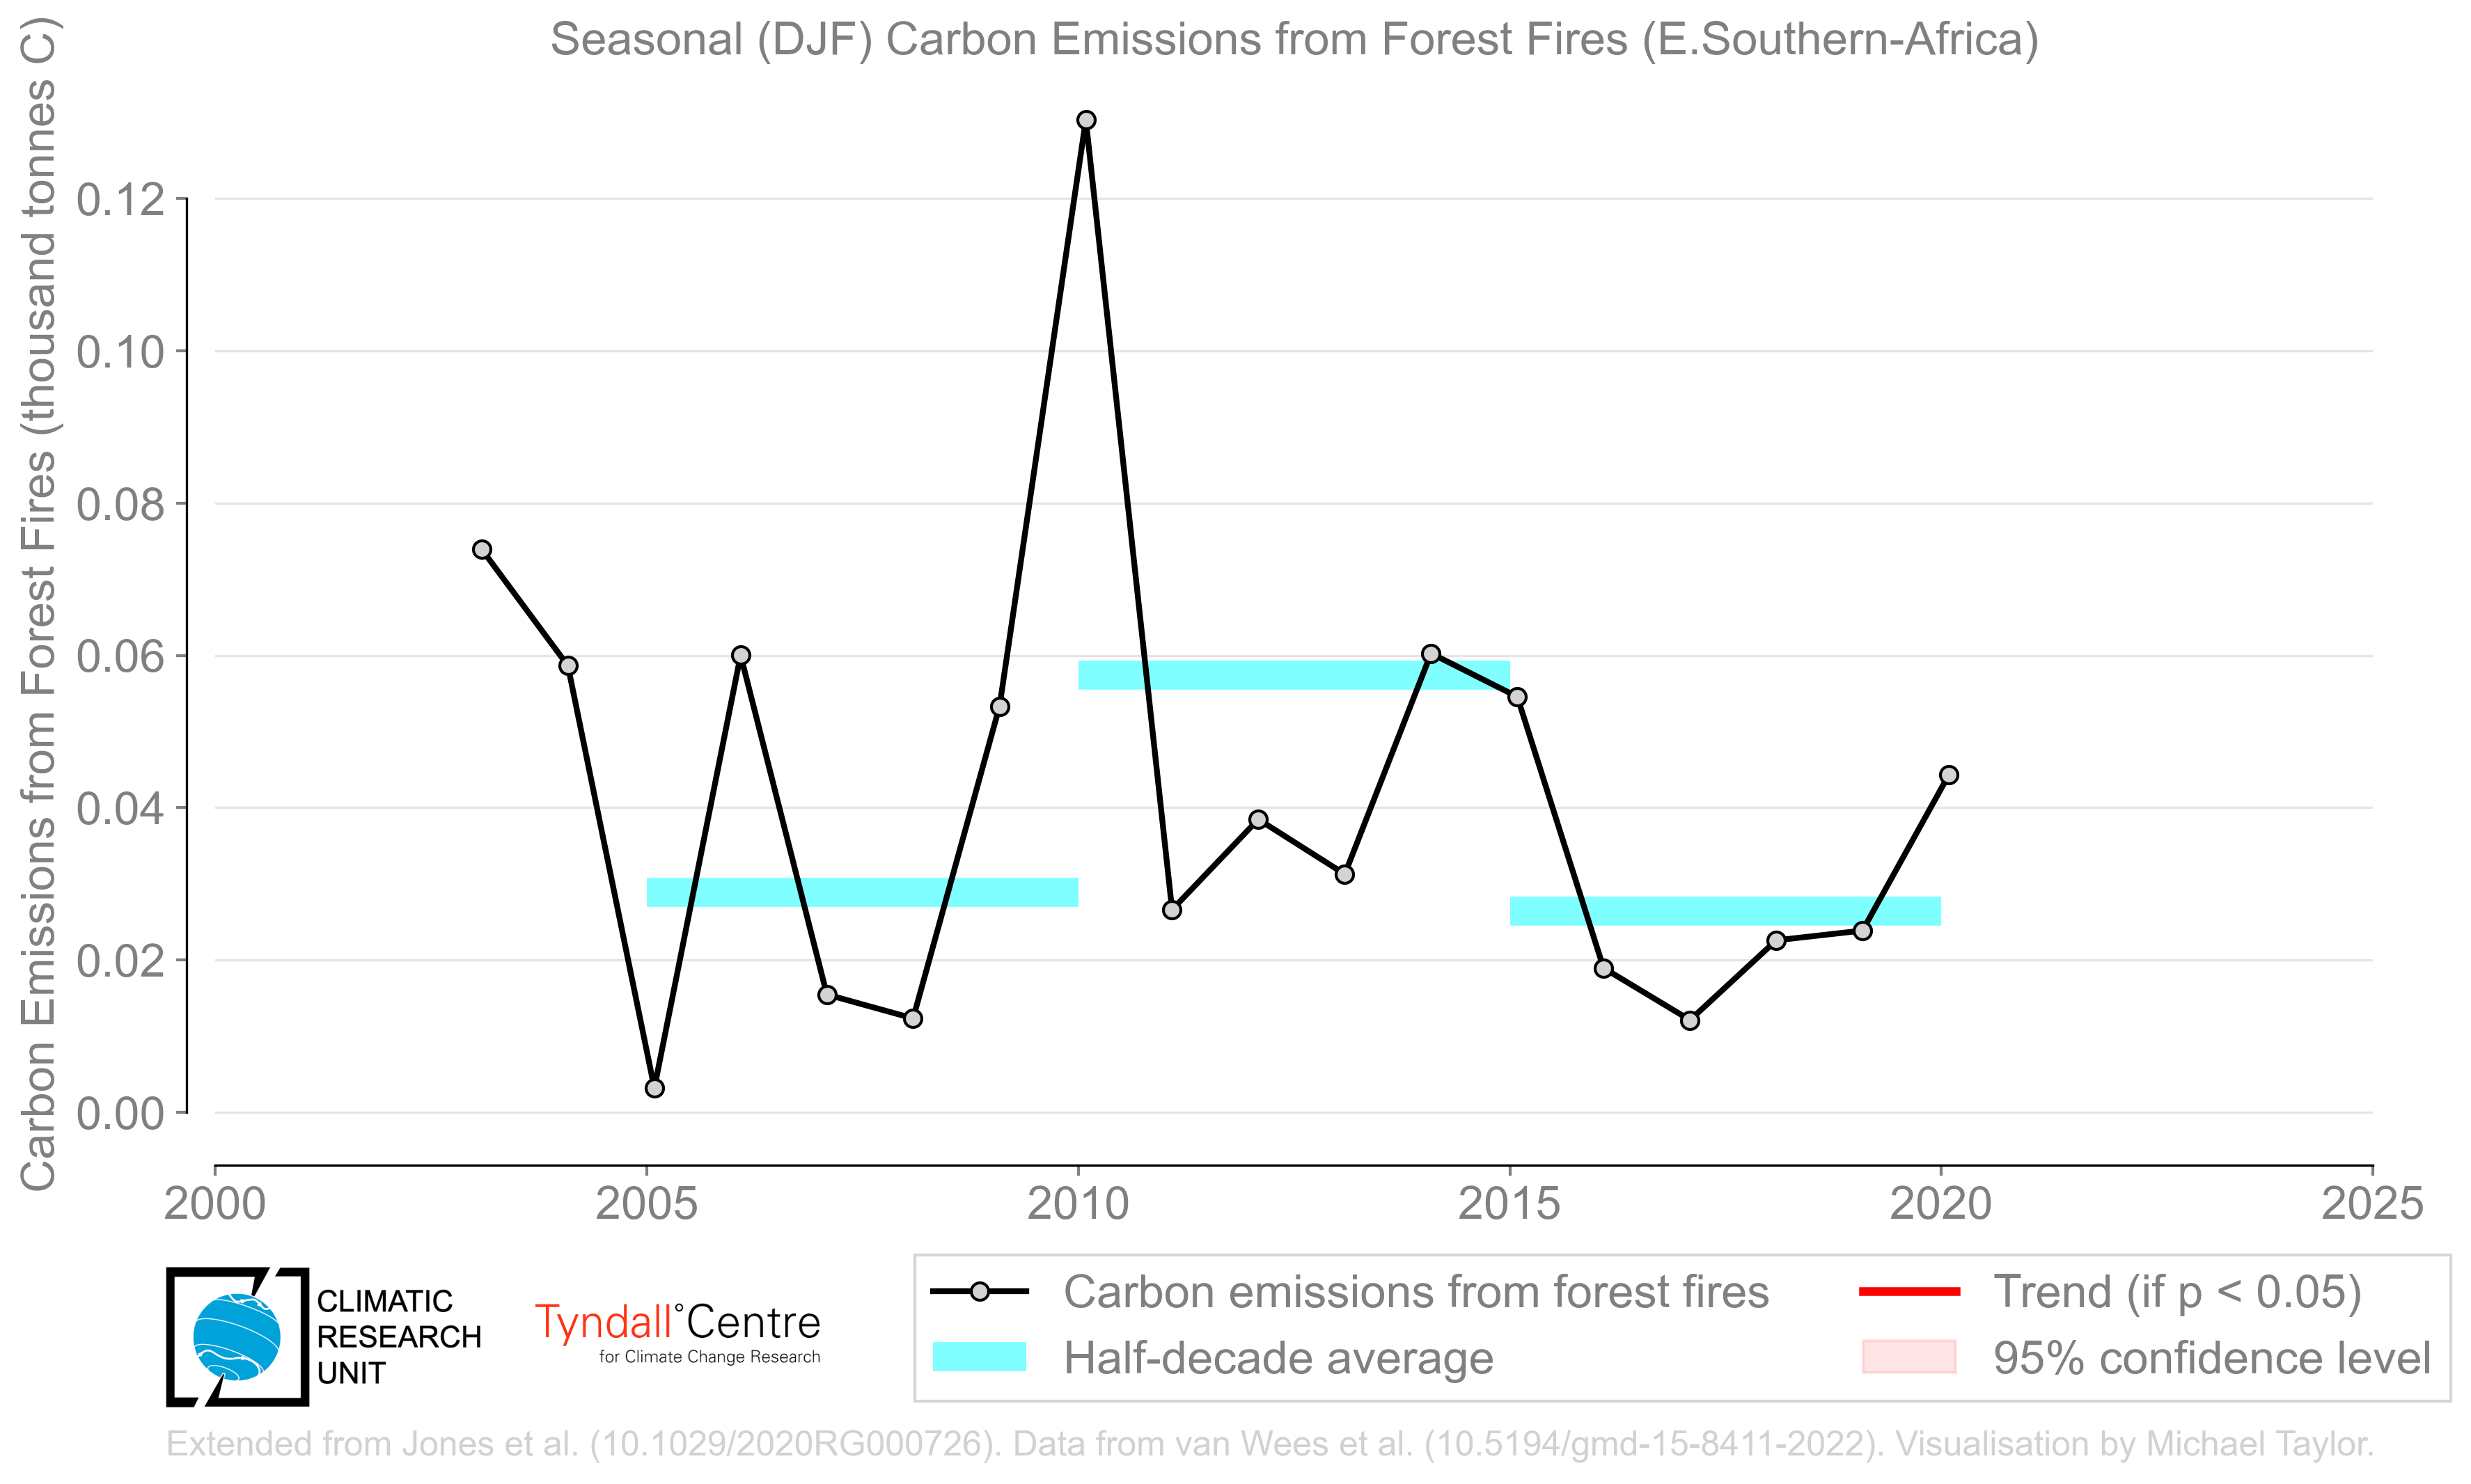 Seasonal (DJF) Carbon Emissions from Forest Fires (E.Southern-Africa)
Carbon Emissions from Forest Fires (thousand tonnes C)
0.12
0.10
0.08
0.06
0.04
0.02
0.00
2000 2005 2010 2015 2020 2025
CLIMATIC
RESEARCH
UNIT
Tyndall°Centre
for Climate Change Research
Carbon emissions from forest fires
Half-decade average
Trend (if p < 0.05)
95% confidence level
Extended from Jones et al. (10.1029/2020RG000726). Data from van Wees et al. (10.5194/gmd-15-8411-2022). Visualisation by Michael Taylor.